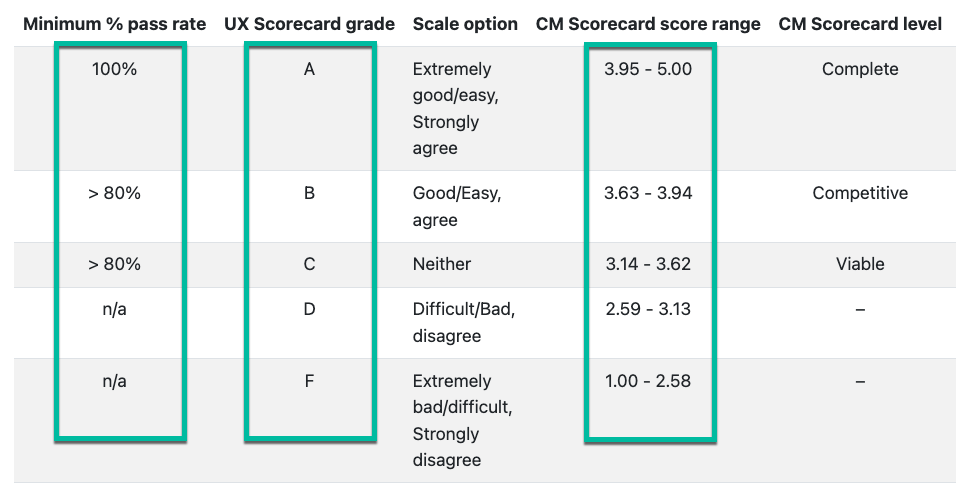 Minimum % pass rate UX Scorecard grade Scale option CM Scorecard score range CM Scorecard level
100% A Extremely 3.95 - 5.00 Complete
good/easy,
Strongly
agree
> 80% B Good/Easy, 3.63 - 3.94 Competitive
agree
> 80% C Neither 3.14 - 3.62 Viable
n/a D Difficult/Bad, 2.59 - 3.13 –
disagree
n/a F Extremely 1.00 - 2.58 –
bad/difficult,
Strongly
disagree